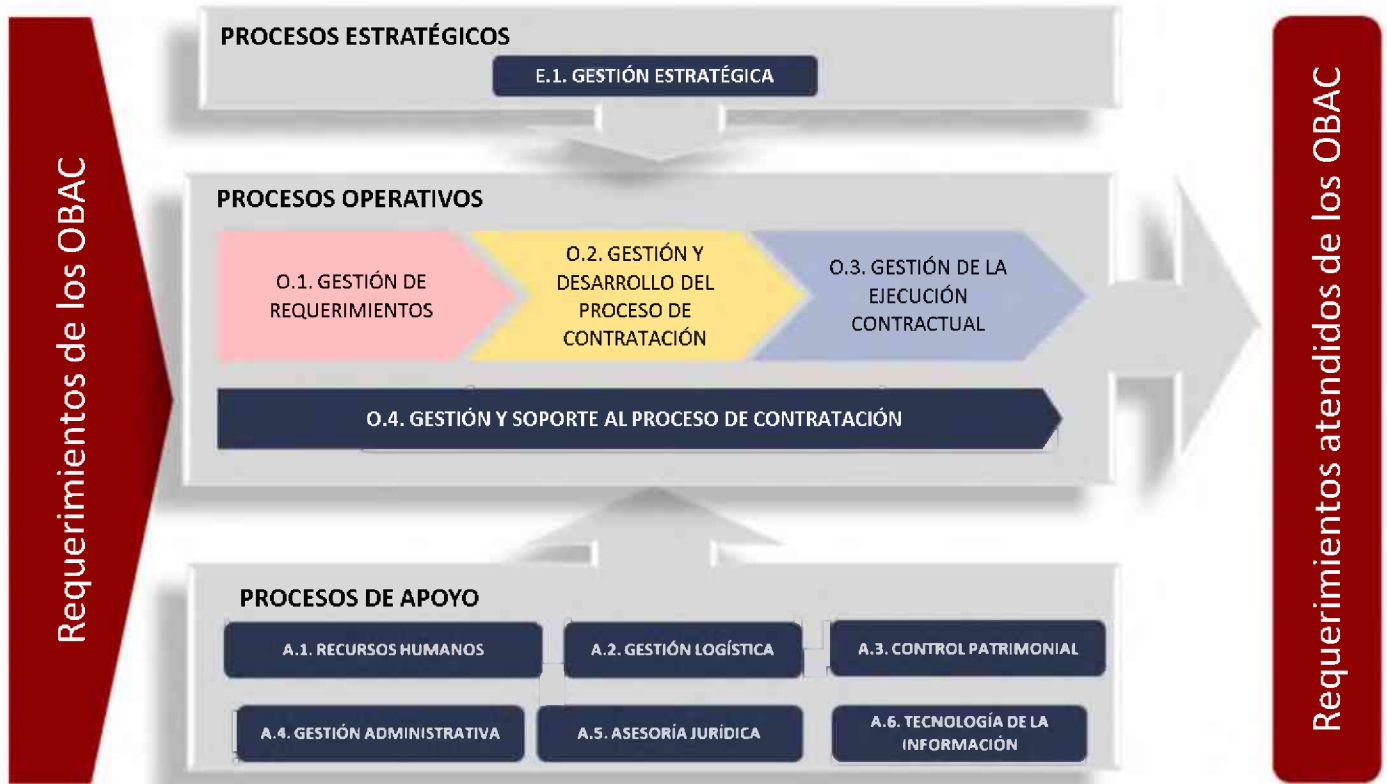 Requerimientos de los OBAC
PROCESOS ESTRATÉGICOS
E.1. GESTIÓN ESTRATÉGICA
PROCESOS OPERATIVOS
O.1. GESTIÓN DE
REQUERIMIENTOS
O.2. GESTIÓN Y
DESARROLLO DEL
PROCESO DE
CONTRATACIÓN
O.3. GESTIÓN DE LA
EJECUCIÓN
CONTRACTUAL
O.4. GESTIÓN Y SOPORTE AL PROCESO DE CONTRATACIÓN
PROCESOS DE APOYO
A.1. RECURSOS HUMANOS
A.2. GESTIÓN LOGÍSTICA
A.3. CONTROL PATRIMONIAL
A.4. GESTIÓN ADMINISTRATIVA
A.5. ASESORÍA JURÍDICA
A.6. TECNOLOGÍA DE LA
INFORMACIÓN
Requerimientos atendidos de los OBAC